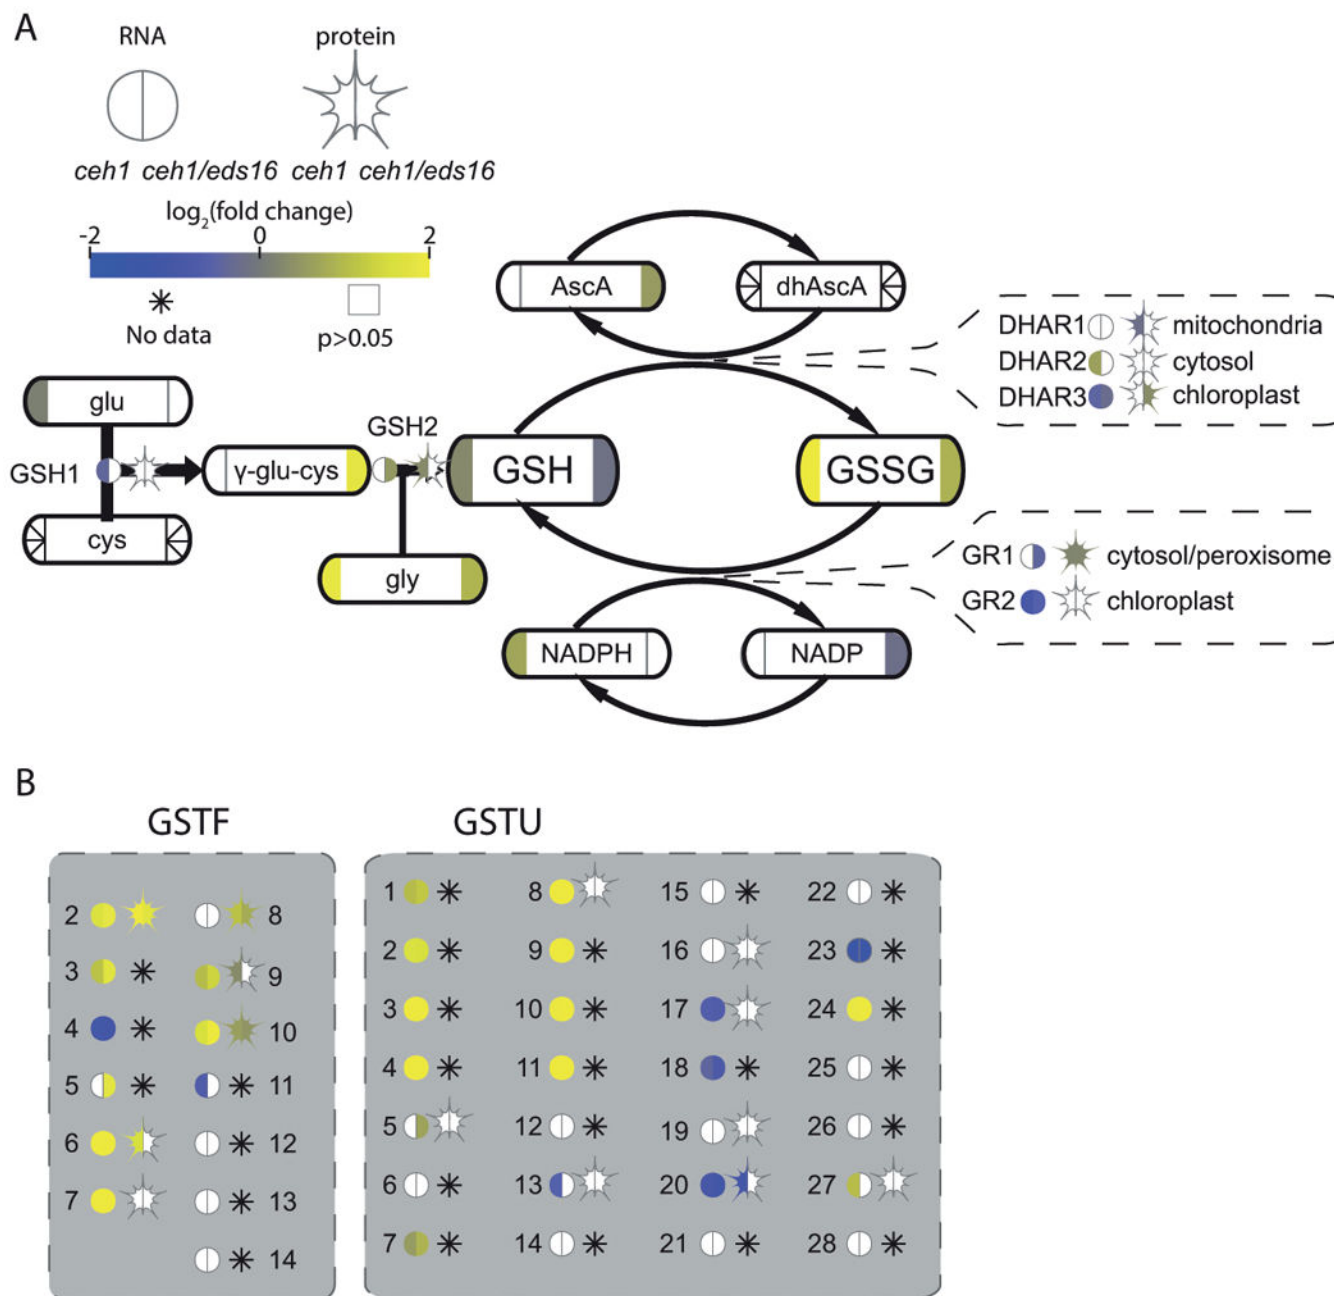 A
RNA protein
ceh1 ceh1/eds16 ceh1 ceh1/eds16
log2(fold change)
-2 0 2
No data p>0.05
AscA dhAscA
DHAR1 mitochondria
DHAR2 cytosol
DHAR3 chloroplast
glu
GSH1
γ-glu-cys
GSH2
GSH GSSG
cys
gly
GR1 cytosol/peroxisome
GR2 chloroplast
NADPH NADP
B
GSTF GSTU
2 8
3 9
4 10
5 11
6 12
7 13
14
1 8 15 22
2 9 16 23
3 10 17 24
4 11 18 25
5 12 19 26
6 13 20 27
7 14 21 28